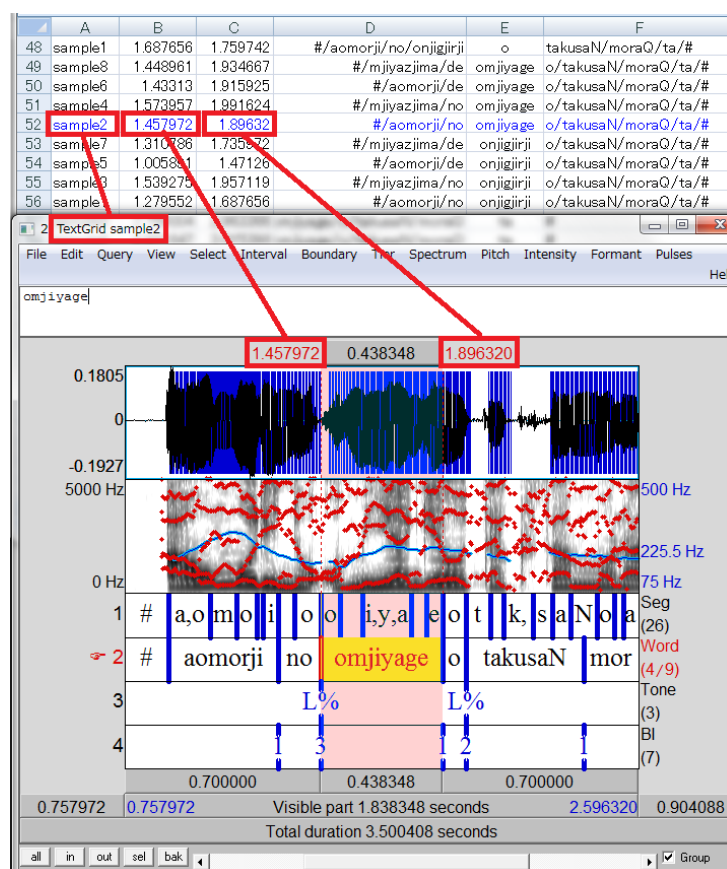 A B C D E F
48 sample1 1.687656 1.759742 #/aomorji/no/onjigjirji o takusaN/moraQ/ta/#
49 sample8 1.448961 1.934667 #/mjiyazjima/de omjiyage o/takusaN/moraQ/ta/#
50 sample6 1.43313 1.915925 #/aomorji/de omjiyage o/takusaN/moraQ/ta/#
51 sample4 1.573957 1.991624 #/mjiyazjima/no omjiyage o/takusaN/moraQ/ta/#
52 sample2 1.457972 1.89632 #/aomorji/no omjiyage o/takusaN/moraQ/ta/#
53 sample7 #/mjiyazjima/de onjigjirji o/takusaN/moraQ/ta/#
54 sample5 1.47126 #/aomorji/de onjigjirji o/takusaN/moraQ/ta/#
55 1.539275 1.957119 #/mjiyazjima/no onjigjirji o/takusaN/moraQ/ta/#
56 1.279552 1.687656 #/aomorji/no onjigjirji o/takusaN/moraQ/ta/#
2 TextGrid sample2
File Edit Query View Select Interval Boundary Tier Spectrum Pitch Intensity Formant Pulses
He
omjiyage
1.457972 0.438348 1.896320
0.1805
0
-0.1927
5000 Hz 500 Hz
225.5 Hz
0 Hz 75 Hz
1 # a,o m o i o o i,y,a e o t k, s a N o a Seg
(26)
2 # aomorji no omjiyage o takusaN mor Word
(4/9)
3 L% L% Tone
(3)
4 1 3 1 2 1 BI
(7)
0.700000 0.438348 0.700000
0.757972 0.757972 Visible part 1.838348 seconds 2.596320 0.904088
Total duration 3.500408 seconds
all in out sel bak Group